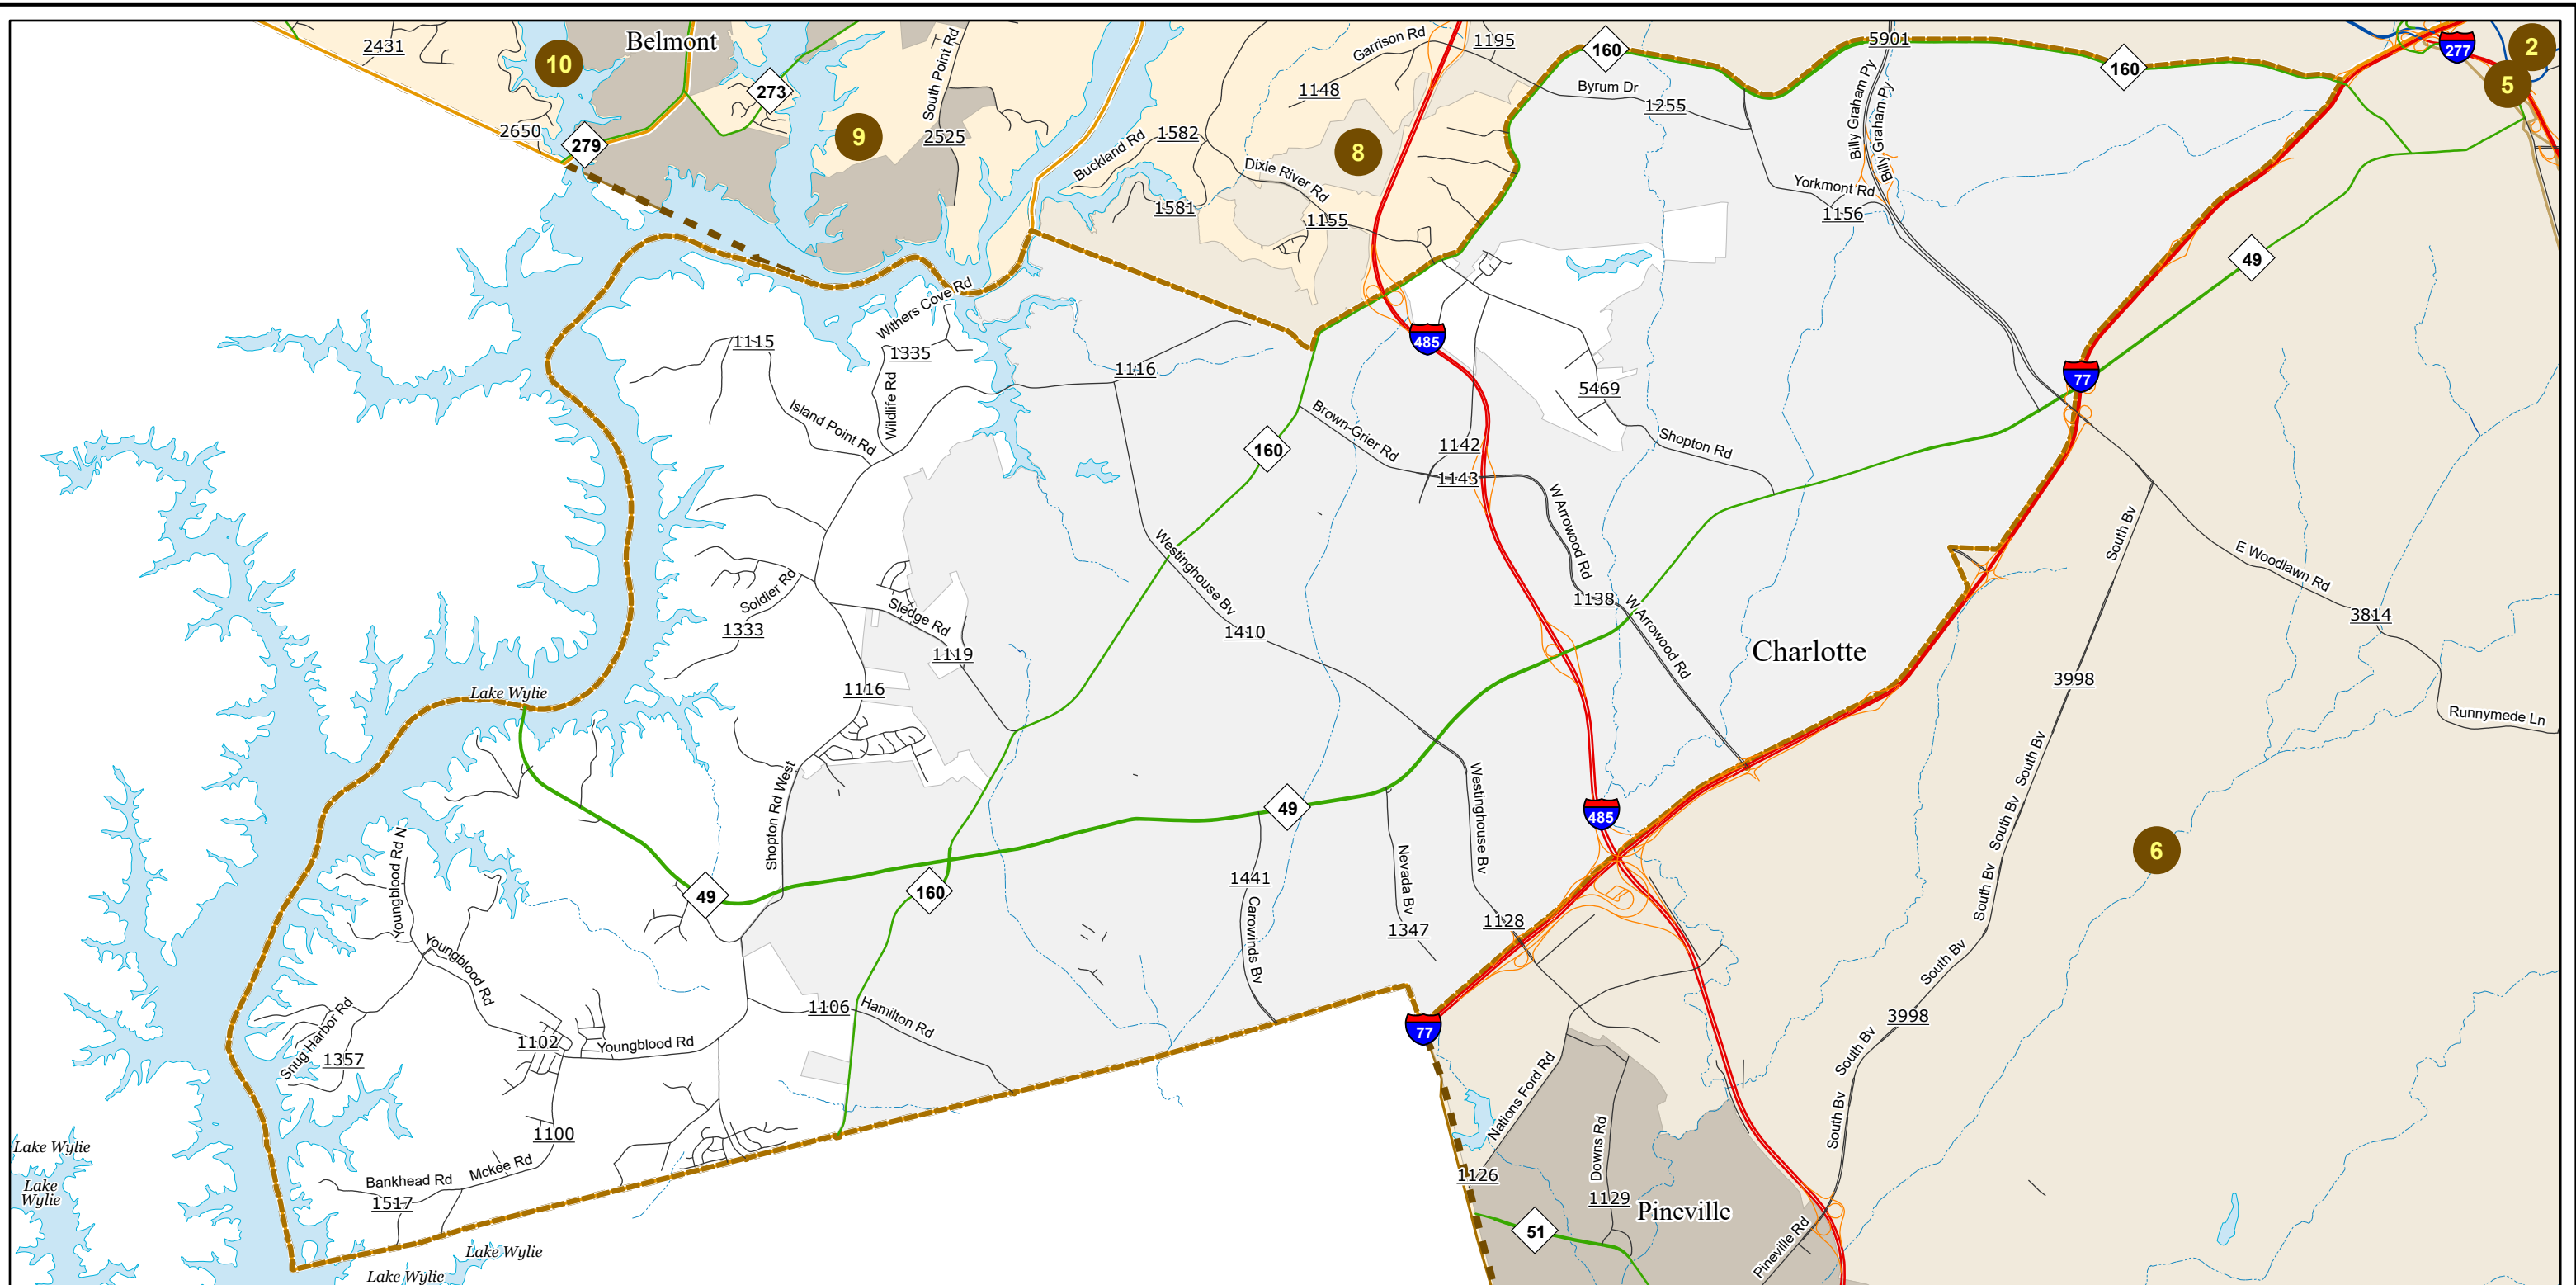 Belmont
2431
10
273
2650
279
9
South Point Rd
2525
Buckland Rd
1582
1581
Garrison Rd
1195
1148
8
Dixie River Rd
1155
160
Byrum Dr
1255
5901
Billy Graham Py
Billy Graham Py
160
277
2
5
Yorkmont Rd
1156
49
Withers Cove Rd
1115
1335
Wildlife Rd
Island Point Rd
1116
485
5469
77
Brown-Grier Rd
160
1142
1143
Shopton Rd
W Arrowood Rd
South Bv
E Woodlawn Rd
Westinghouse Bv
Soldier Rd
1333
Sledge Rd
1119
1410
1138
W Arrowood Rd
Charlotte
3814
3998
Lake Wylie
1116
Runnymede Ln
Shopton Rd West
49
Westinghouse Bv
485
South Bv
South Bv
6
Youngblood Rd N
49
160
1441
Carowinds Bv
Nevada Bv
1347
1128
South Bv
South Bv
Youngblood Rd
Snug Harbor Rd
1357
1102
Youngblood Rd
1106
Hamilton Rd
77
3998
South Bv
Nations Ford Rd
South Bv
1100
Lake Wylie
Lake
Wylie
Bankhead Rd
Mckee Rd
1517
1126
Downs Rd
1129
Pineville
51
Pineville Rd
Lake Wylie
Lake Wylie